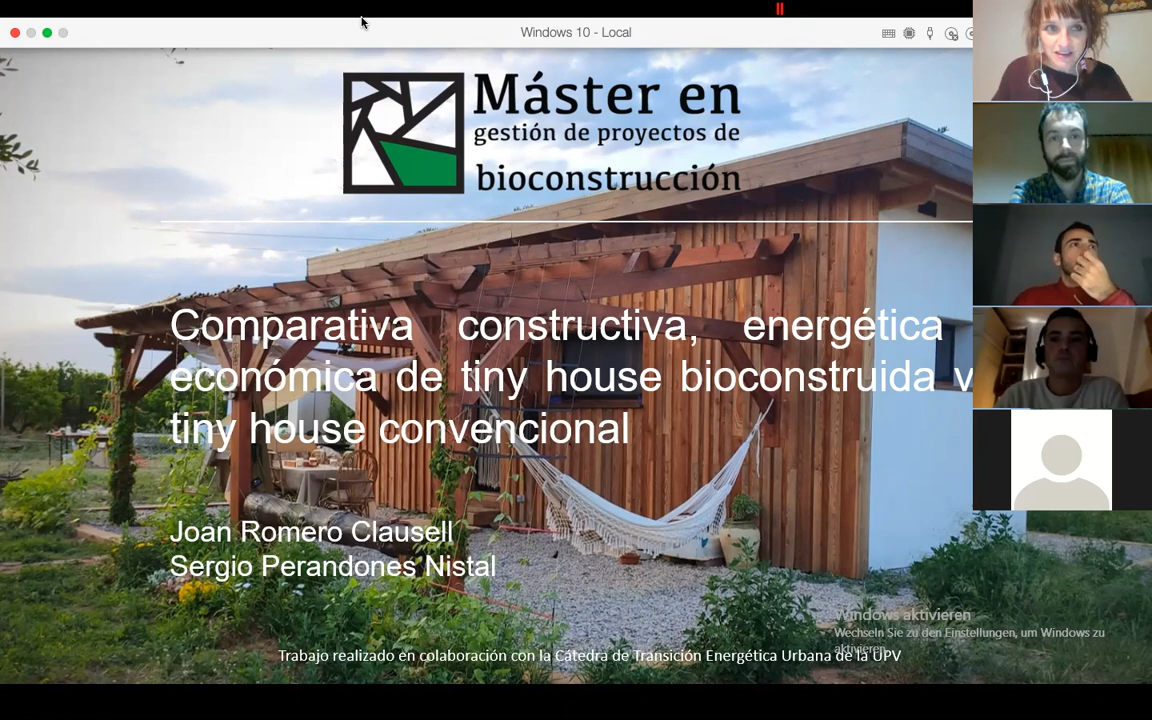 Windows 10 - Local
Máster en
gestión de proyectos de
bioconstrucción
Comparativa constructiva, energética
económica de tiny house bioconstruida v
tiny house convencional
Joan Romero Clausell
Sergio Perandones Nistal
Windows aktivieren
Wechseln Sie zu den Einstellungen, um Windows zu
aktivieren.
Trabajo realizado en colaboración con la Cátedra de Transición Energética Urbana de la UPV